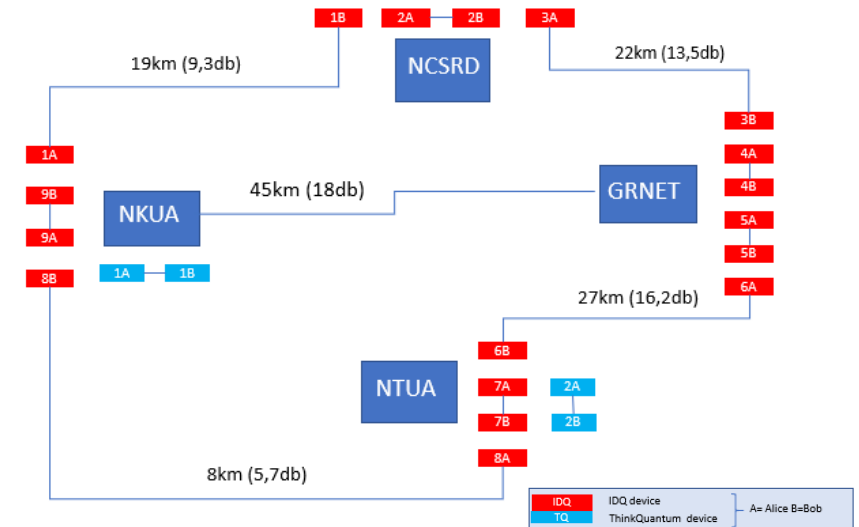 1B
2A
2B
3A
NCSRD
19km (9,3db)
22km (13,5db)
3B
1A
4A
9B
4B
NKUA
45km (18db)
GRNET
5A
9A
5B
8B
1A
1B
6A
27km (16,2db)
6B
NTUA
7A
2A
7B
2B
8A
8km (5,7db)
IDQ
IDQ device
TQ
ThinkQuantum device
A= Alice B=Bob